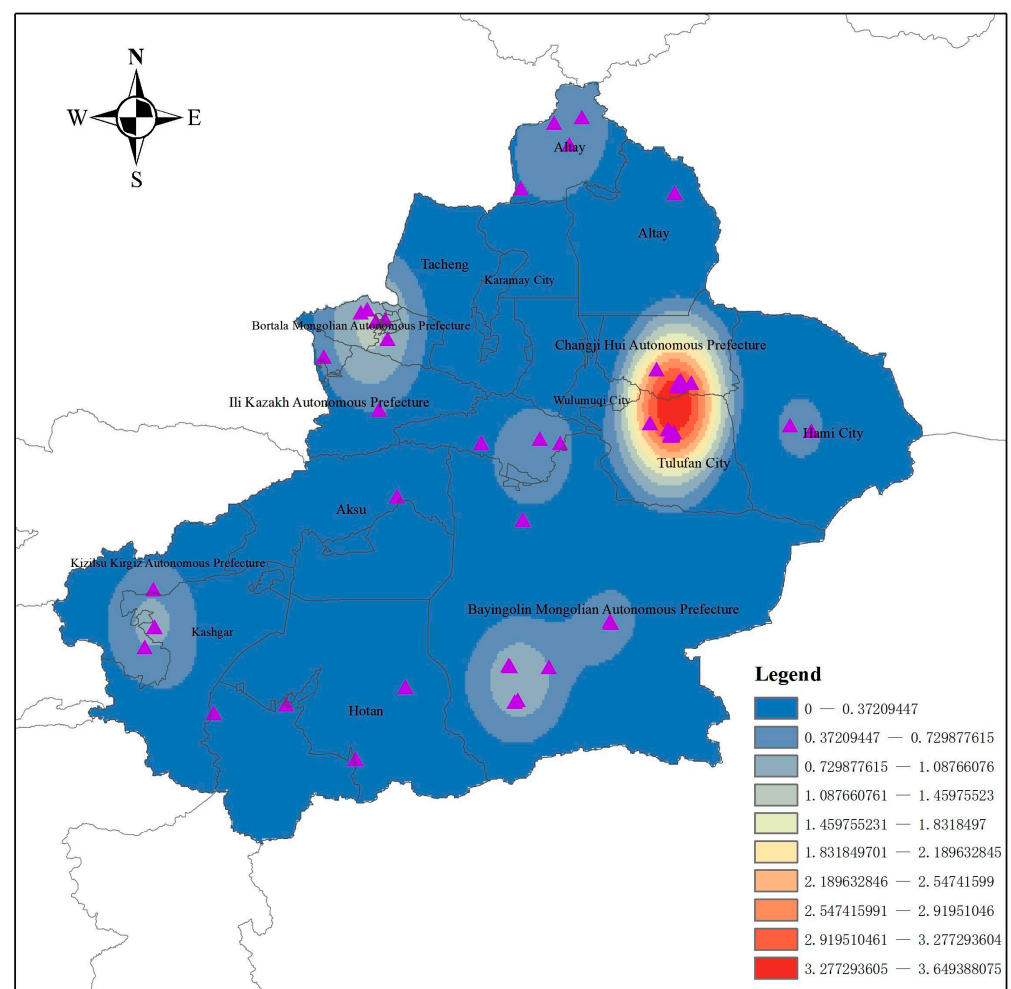 N
W
E
S
Altay
Altay
Tacheng
Karamay City
Bortala Mongolian Autonomous Prefecture
Changji Hui Autonomous Prefecture
Ili Kazakh Autonomous Prefecture
Wulumuqi City
Hami City
Tulufan City
Aksu
Kizilsu Kirgiz Autonomous Prefecture
Bayingolin Mongolian Autonomous Prefecture
Kashgar
Hotan
Legend
0 — 0.37209447
0.37209447 — 0.729877615
0.729877615 — 1.08766076
1.087660761 — 1.45975523
1.459755231 — 1.8318497
1.831849701 — 2.189632845
2.189632846 — 2.54741599
2.547415991 — 2.91951046
2.919510461 — 3.277293604
3.277293605 — 3.649388075